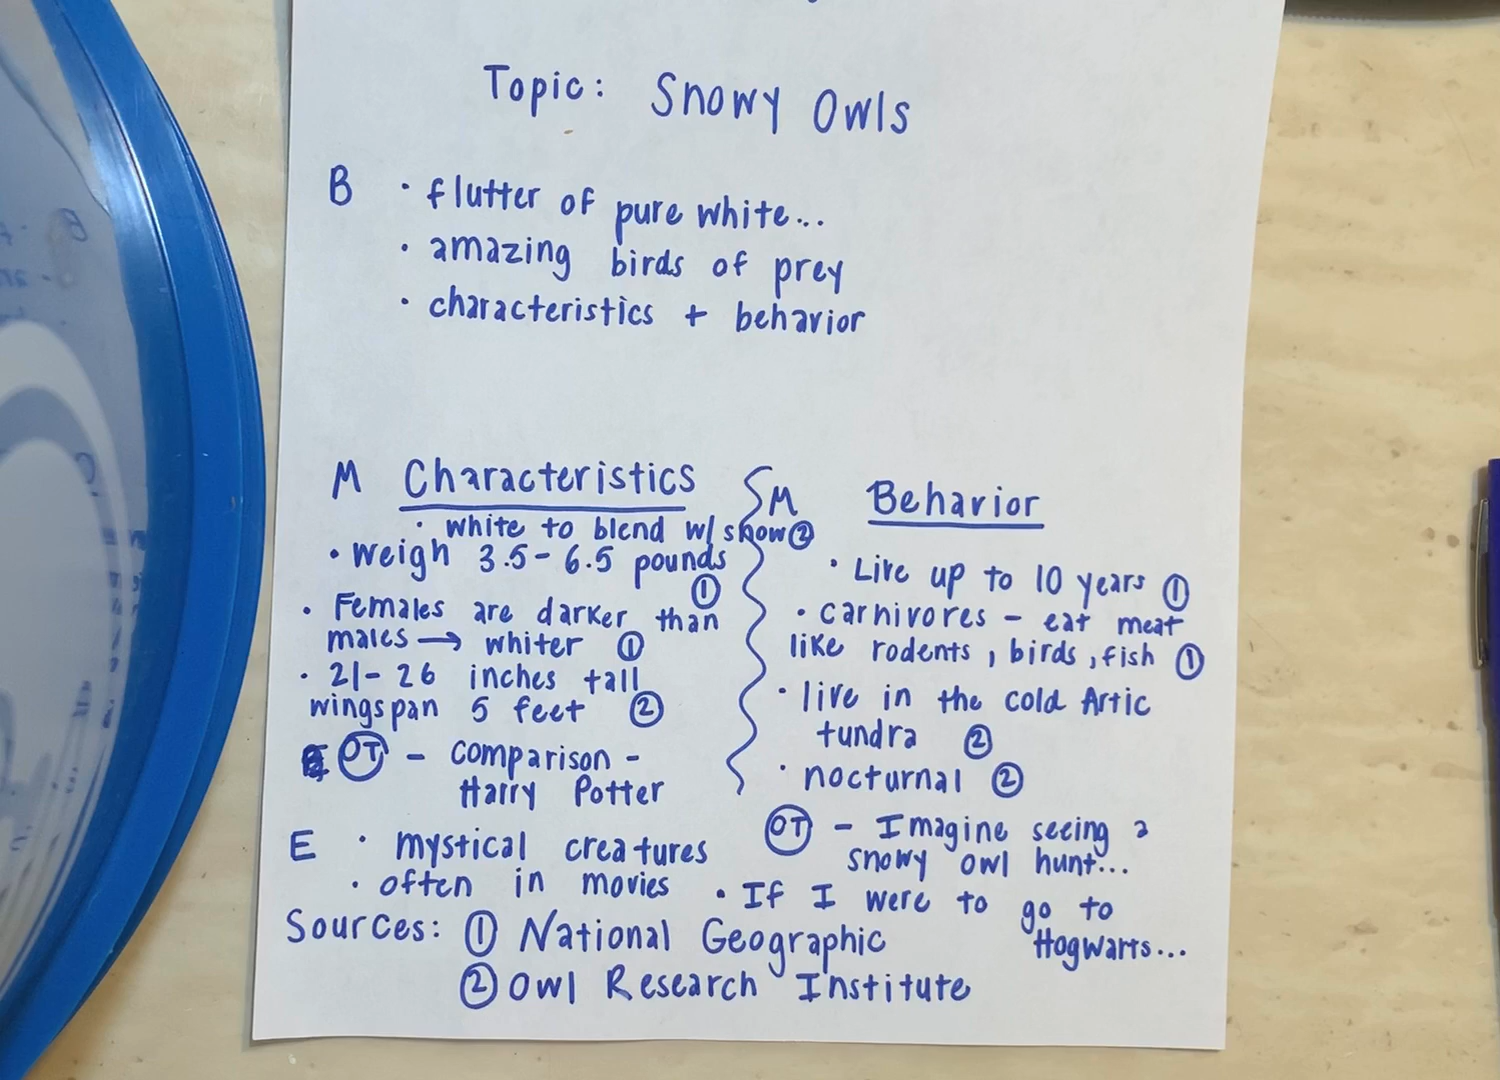 Topic: Snowy Owls
B · flutter of pure white...
· amazing birds of prey
· characteristics + behavior
M Characteristics
· white to blend w/ snow ②
· weigh 3.5-6.5 pounds
①
· Females are darker than
males → whiter ①
· 21-26 inches tall
wingspan 5 feet ②
OT - comparison -
Harry Potter
M Behavior
· Live up to 10 years ①
· carnivores - eat meat
like rodents, birds, fish ①
· live in the cold Artic
tundra ②
· nocturnal ②
OT - Imagine seeing a
snowy owl hunt...
E · mystical creatures
· often in movies
· If I were to go to
Hogwarts...
Sources: ① National Geographic
② Owl Research Institute